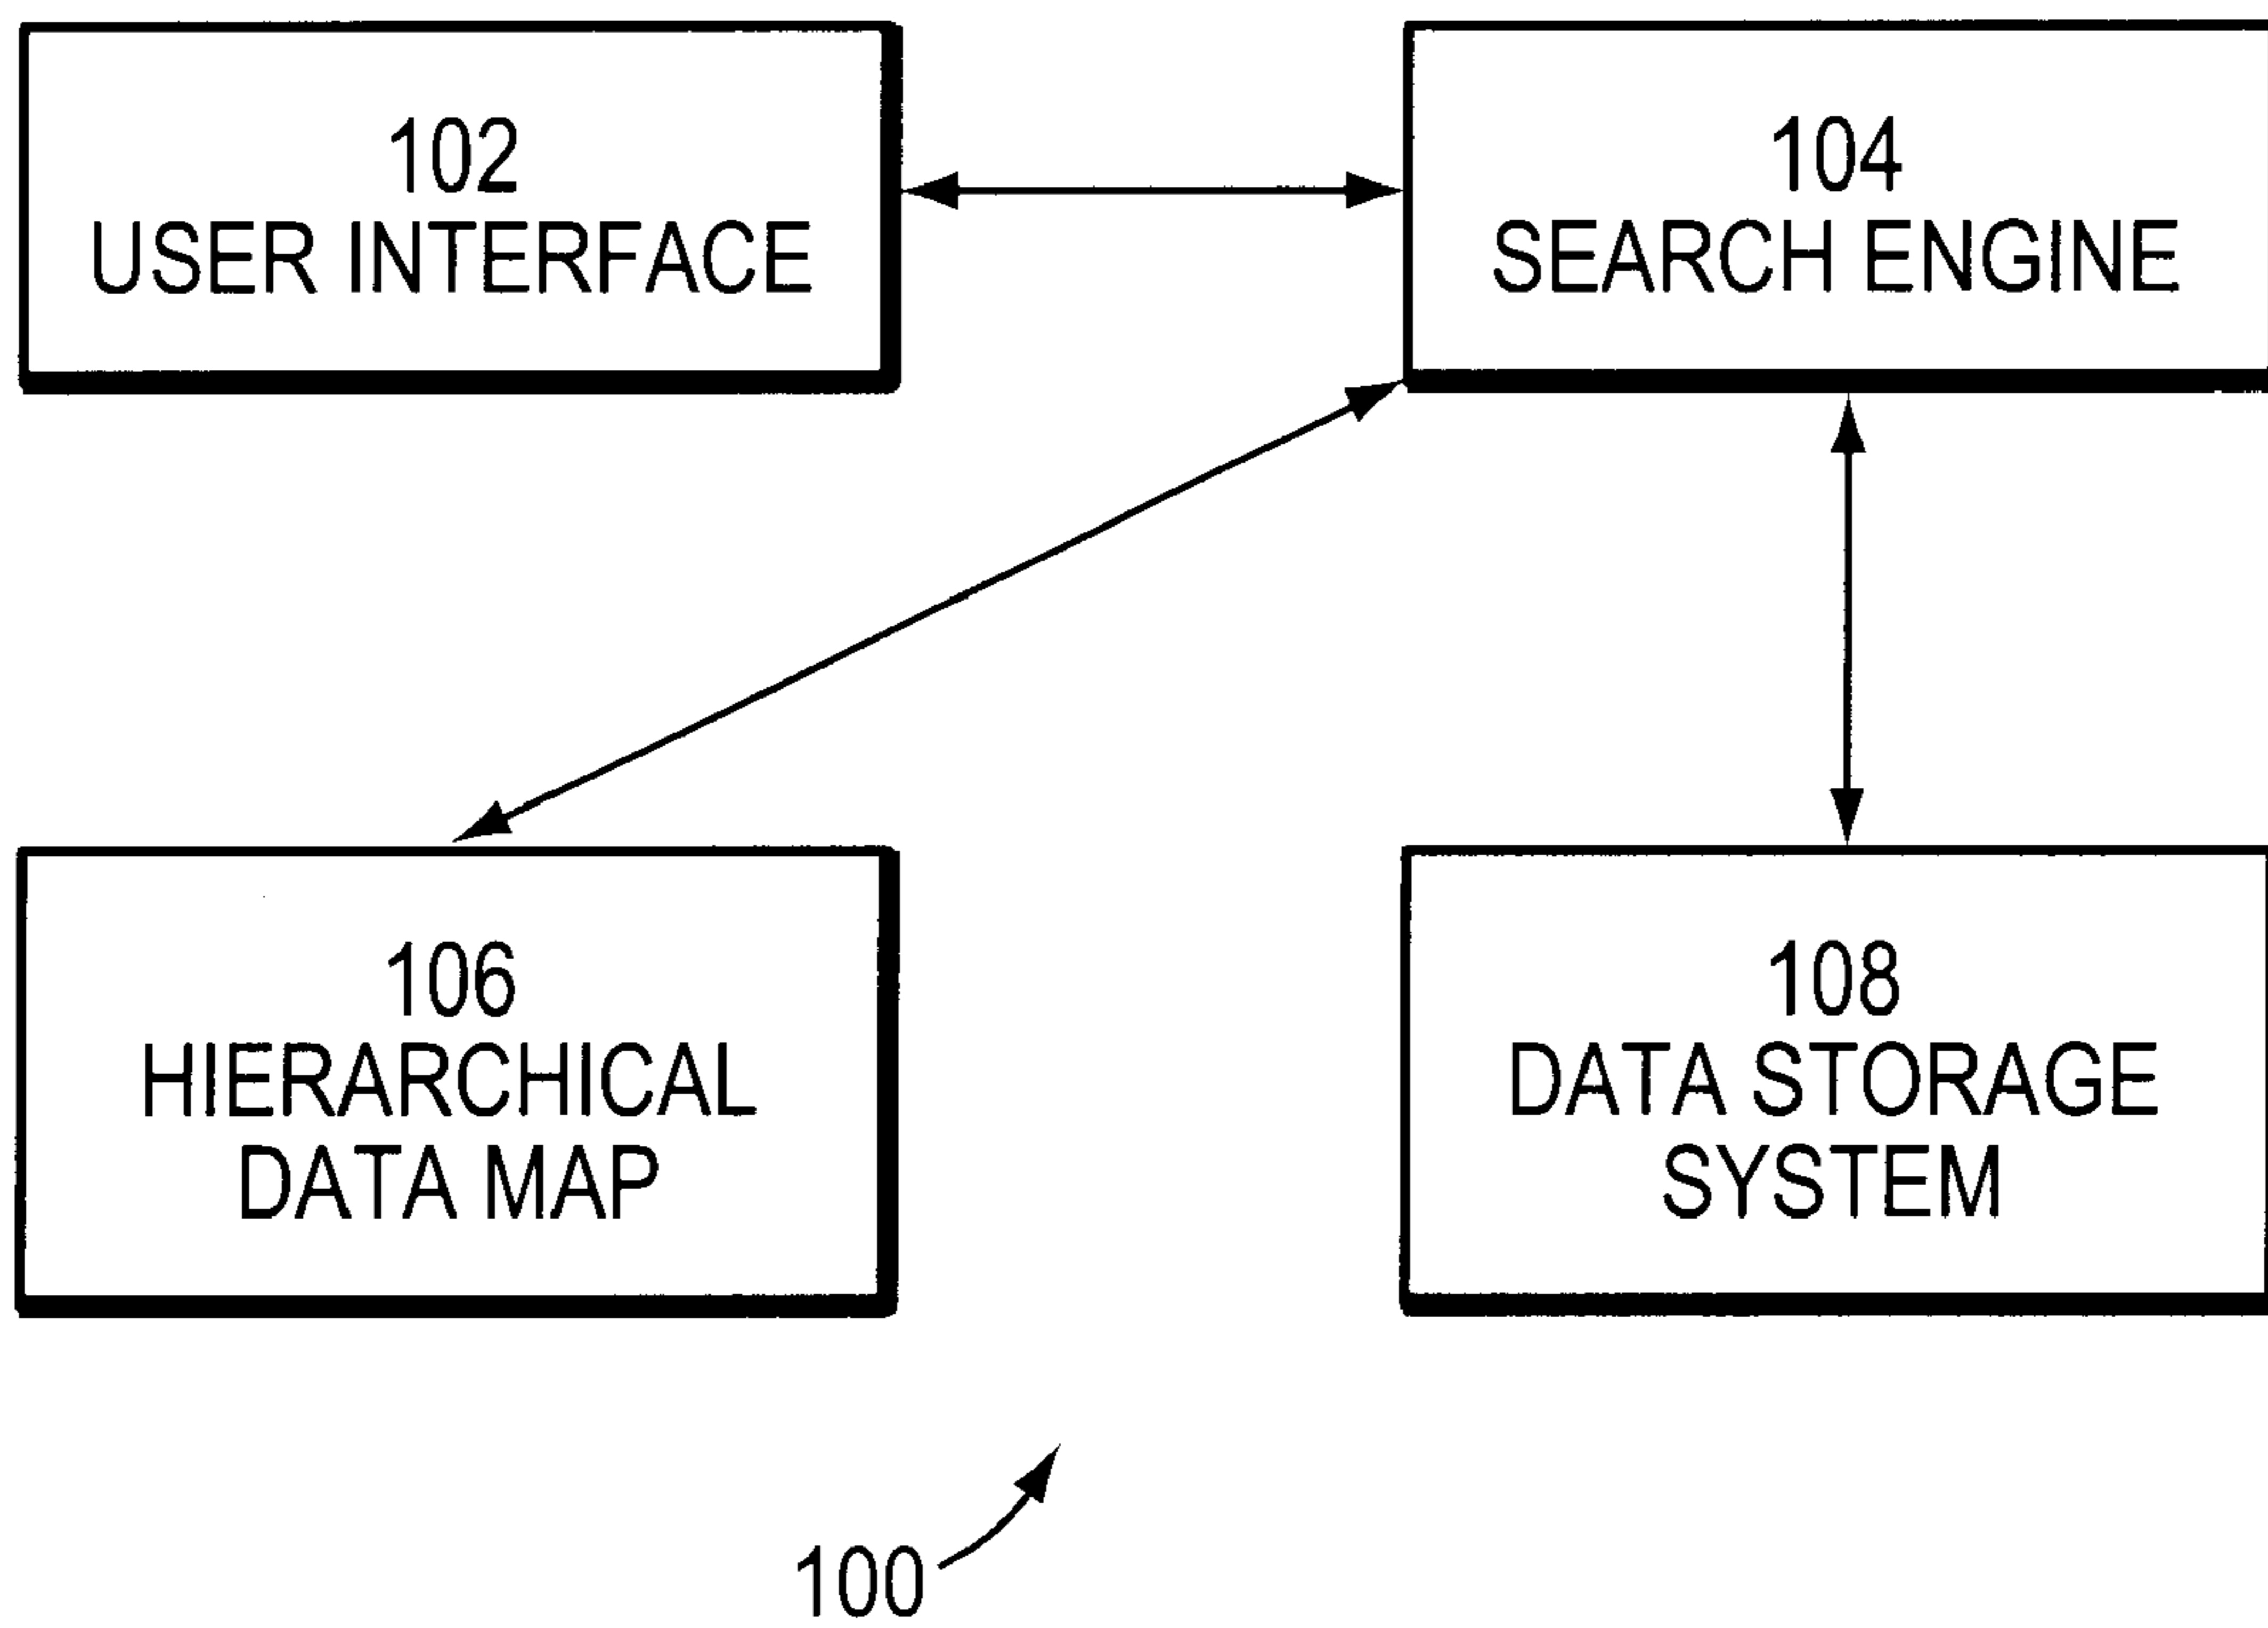 102
USER INTERFACE
104
SEARCH ENGINE
106
HIERARCHICAL
DATA MAP
108
DATA STORAGE
SYSTEM
100